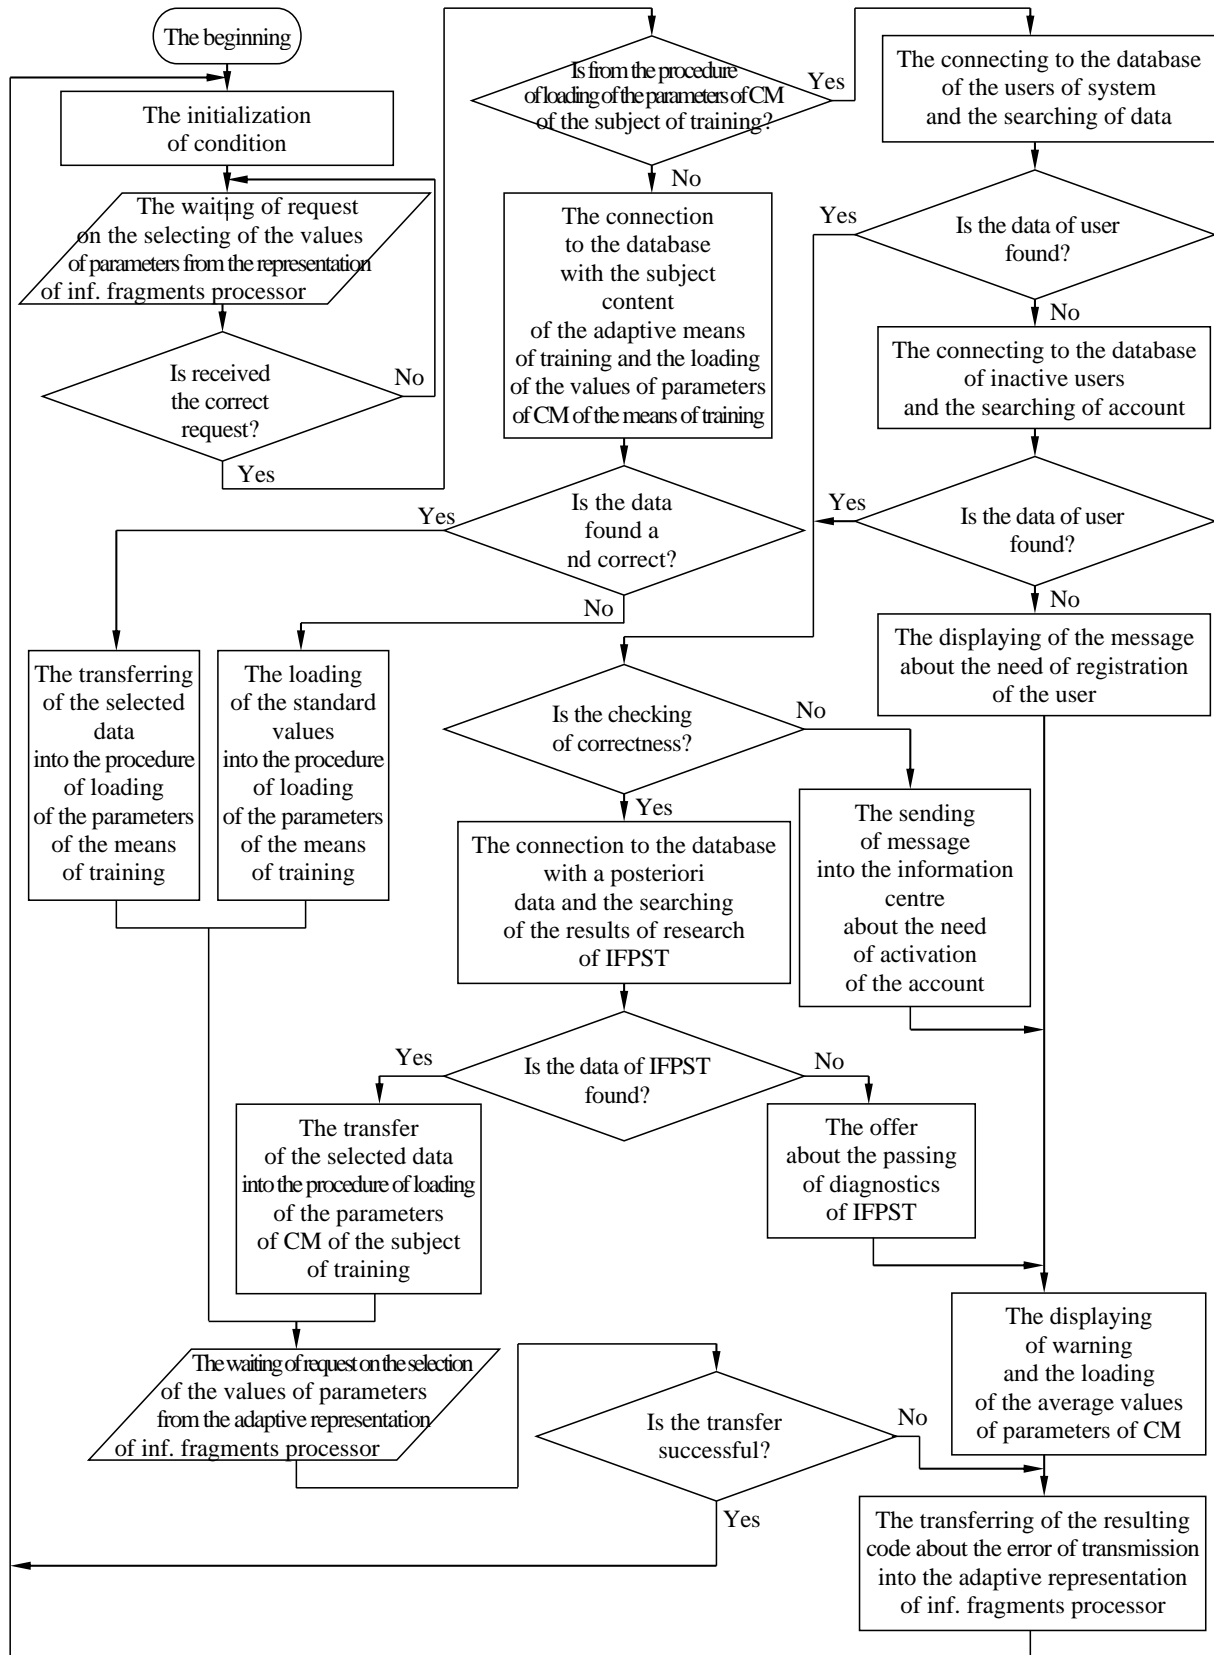 The beginning
The initialization
of condition
The waiting of request
on the selecting of the values
of parameters from the representation
of inf. fragments processor
Is received
the correct
request?
No
Yes
Is from the procedure
of loading of the parameters of CM
of the subject of training?
Yes
No
The connecting to the database
of the users of system
and the searching of data
The connection
to the database
with the subject
content
of the adaptive means
of training and the loading
of the values of parameters
of CM of the means of training
Yes
Is the data of user
found?
No
The connecting to the database
of inactive users
and the searching of account
Yes
Is the data of user
found?
No
Yes
Is the data
found a
nd correct?
No
The displaying of the message
about the need of registration
of the user
The transferring
of the selected
data
into the procedure
of loading
of the parameters
of the means
of training
The loading
of the standard
values
into the procedure
of loading
of the parameters
of the means
of training
Is the checking
of correctness?
No
Yes
The connection to the database
with a posteriori
data and the searching
of the results of research
of IFPST
The sending
of message
into the information
centre
about the need
of activation
of the account
Yes
Is the data of IFPST
found?
No
The transfer
of the selected data
into the procedure of loading
of the parameters
of CM of the subject
of training
The offer
about the passing
of diagnostics
of IFPST
The displaying
of warning
and the loading
of the average values
of parameters of CM
The waiting of request on the selection
of the values of parameters
from the adaptive representation
of inf. fragments processor
Is the transfer
successful?
No
Yes
The transferring of the resulting
code about the error of transmission
into the adaptive representation
of inf. fragments processor